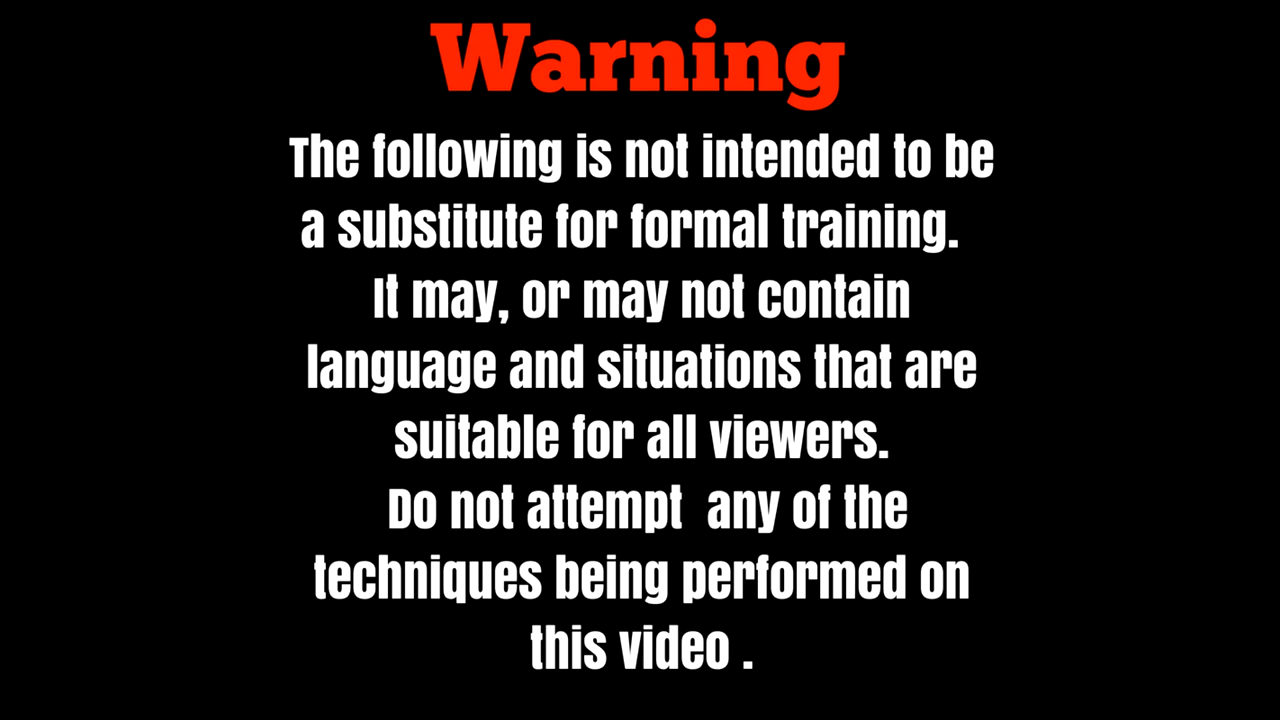 Warning
The following is not intended to be
a substitute for formal training.
It may, or may not contain
language and situations that are
suitable for all viewers.
Do not attempt  any of the
techniques being performed on
this video .